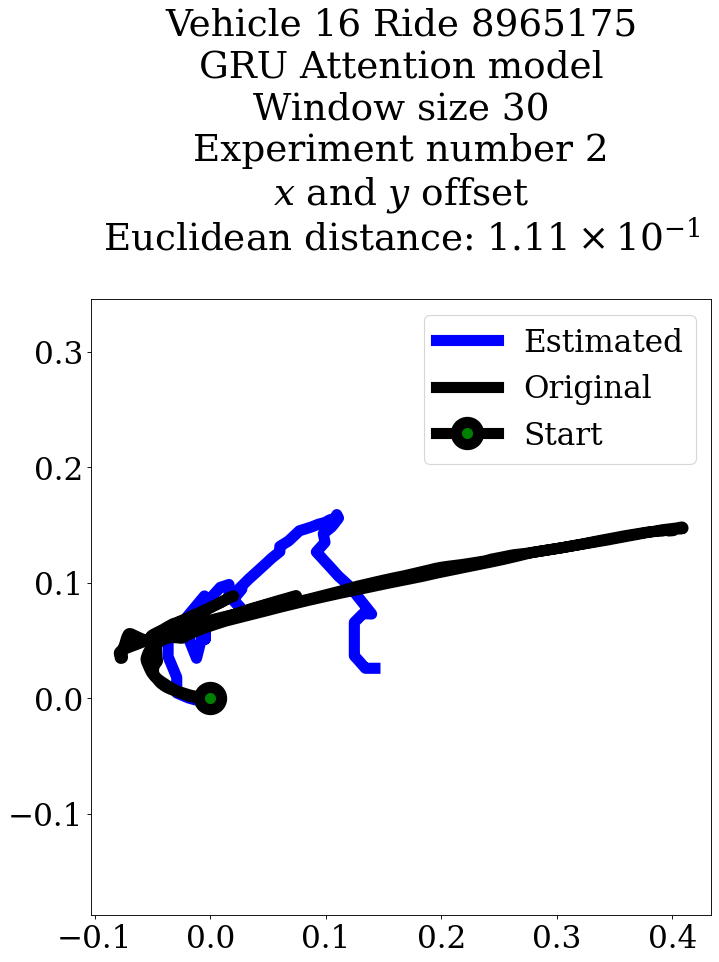 Vehicle 16 Ride 8965175
GRU Attention model
Window size 30
Experiment number 2
x and y offset
Euclidean distance: 1.11 × 10⁻¹
Estimated
Original
Start
0.3
0.2
0.1
0.0
−0.1
−0.1 0.0 0.1 0.2 0.3 0.4